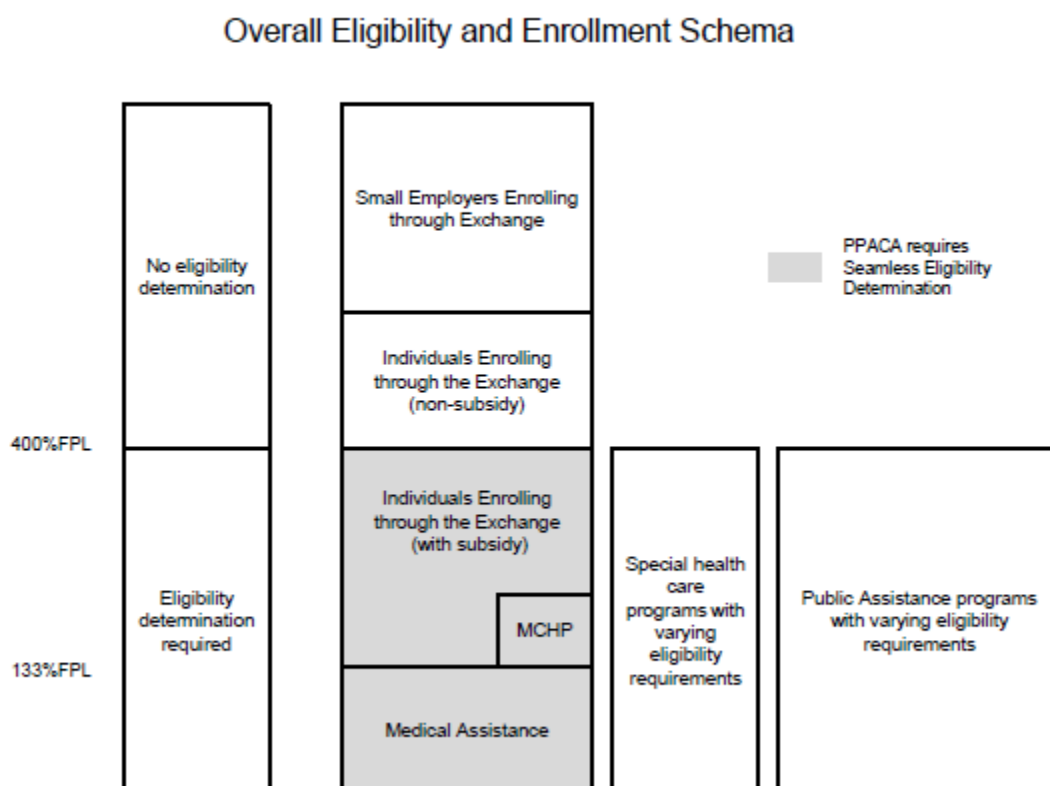 Overall Eligibility and Enrollment Schema
Small Employers Enrolling
through Exchange
No eligibility
determination
PPACA requires
Seamless Eligibility
Determination
Individuals Enrolling
through the Exchange
(non-subsidy)
400%FPL
Individuals Enrolling
through the Exchange
(with subsidy)
Eligibility
determination
required
MCHP
Special health
care
programs with
varying
eligibility
requirements
Public Assistance programs
with varying eligibility
requirements
133%FPL
Medical Assistance